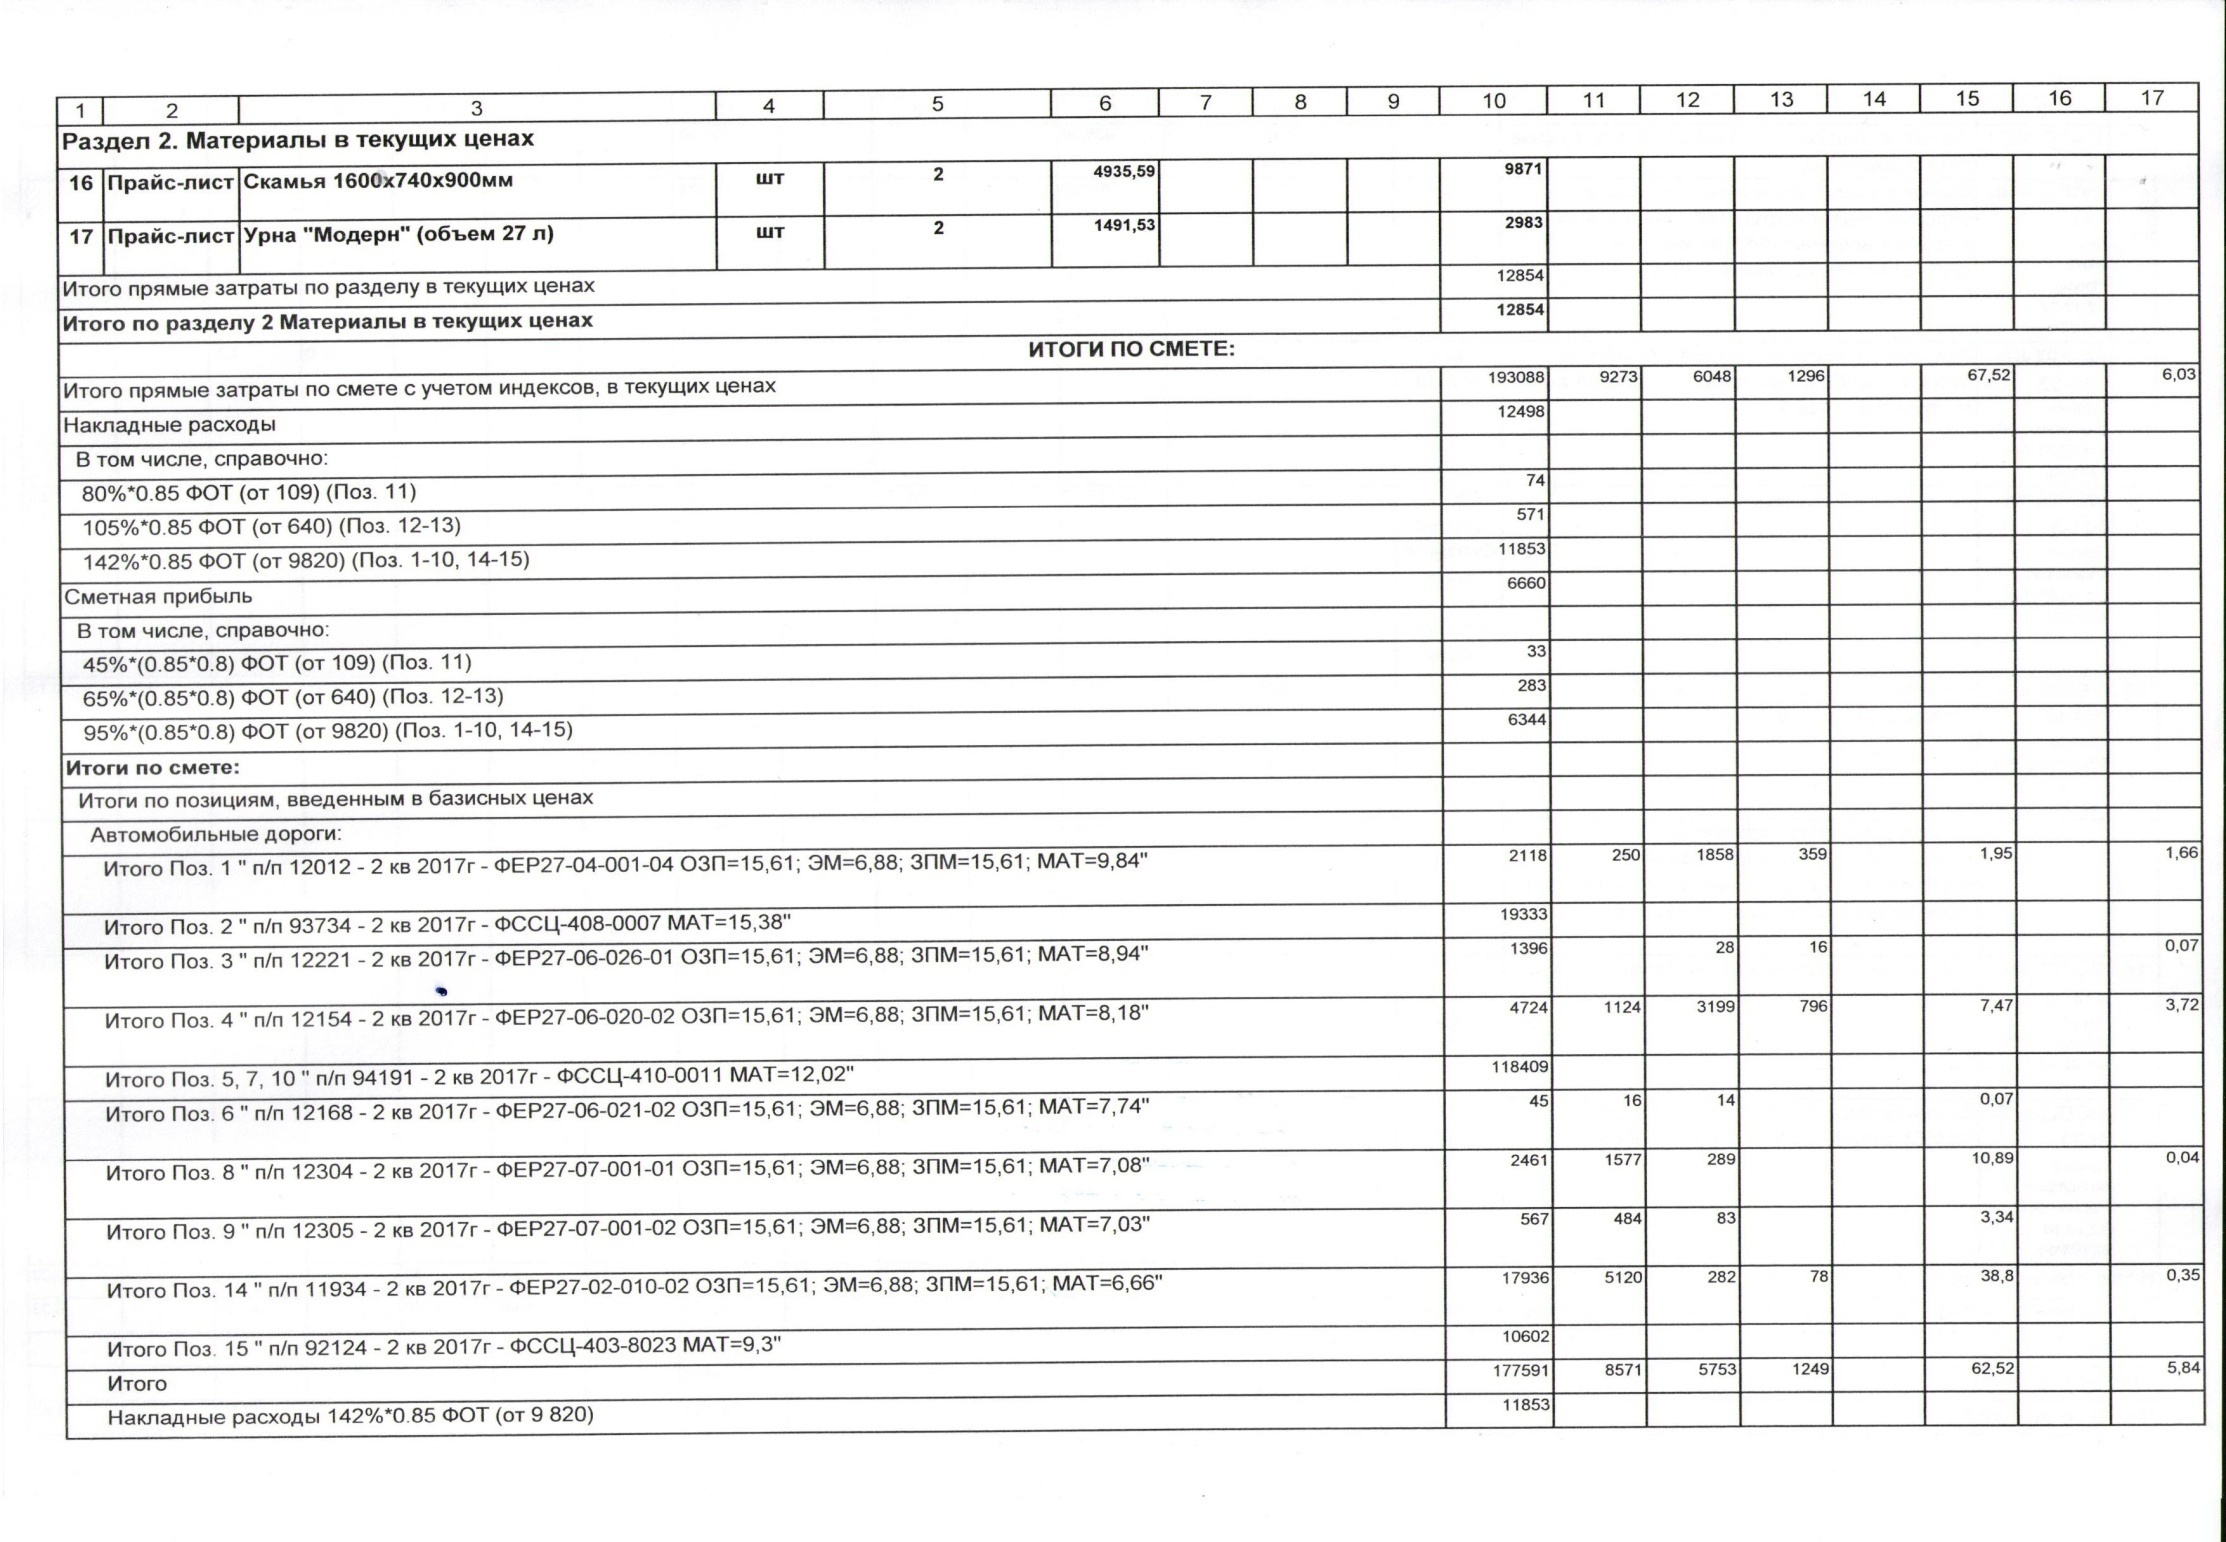 1 2 3 4 5 6 7 8 9 10 11 12 13 14 15 16 17
Раздел 2. Материалы в текущих ценах
16 Прайс-лист Скамья 1600х740х900мм шт 2 4935,59 9871
17 Прайс-лист Урна "Модерн" (объем 27 л) шт 2 1491,53 2983
Итого прямые затраты по разделу в текущих ценах 12854
Итого по разделу 2 Материалы в текущих ценах 12854
ИТОГИ ПО СМЕТЕ:
Итого прямые затраты по смете с учетом индексов, в текущих ценах 193088 9273 6048 1296 67,52 6,03
Накладные расходы 12498
В том числе, справочно:
80%*0.85 ФОТ (от 109) (Поз. 11) 74
105%*0.85 ФОТ (от 640) (Поз. 12-13) 571
142%*0.85 ФОТ (от 9820) (Поз. 1-10, 14-15) 11853
Сметная прибыль 6660
В том числе, справочно:
45%*(0.85*0.8) ФОТ (от 109) (Поз. 11) 33
65%*(0.85*0.8) ФОТ (от 640) (Поз. 12-13) 283
95%*(0.85*0.8) ФОТ (от 9820) (Поз. 1-10, 14-15) 6344
Итоги по смете:
Итоги по позициям, введенным в базисных ценах
Автомобильные дороги:
Итого Поз. 1 " п/п 12012 - 2 кв 2017г - ФЕР27-04-001-04 ОЗП=15,61; ЭМ=6,88; ЗПМ=15,61; МАТ=9,84" 2118 250 1858 359 1,95 1,66
Итого Поз. 2 " п/п 93734 - 2 кв 2017г - ФССЦ-408-0007 МАТ=15,38" 19333
Итого Поз. 3 " п/п 12221 - 2 кв 2017г - ФЕР27-06-026-01 ОЗП=15,61; ЭМ=6,88; ЗПМ=15,61; МАТ=8,94" 1396 28 16 0,07
Итого Поз. 4 " п/п 12154 - 2 кв 2017г - ФЕР27-06-020-02 ОЗП=15,61; ЭМ=6,88; ЗПМ=15,61; МАТ=8,18" 4724 1124 3199 796 7,47 3,72
Итого Поз. 5, 7, 10 " п/п 94191 - 2 кв 2017г - ФССЦ-410-0011 МАТ=12,02" 118409
Итого Поз. 6 " п/п 12168 - 2 кв 2017г - ФЕР27-06-021-02 ОЗП=15,61; ЭМ=6,88; ЗПМ=15,61; МАТ=7,74" 45 16 14 0,07
Итого Поз. 8 " п/п 12304 - 2 кв 2017г - ФЕР27-07-001-01 ОЗП=15,61; ЭМ=6,88; ЗПМ=15,61; МАТ=7,08" 2461 1577 289 10,89 0,04
Итого Поз. 9 " п/п 12305 - 2 кв 2017г - ФЕР27-07-001-02 ОЗП=15,61; ЭМ=6,88; ЗПМ=15,61; МАТ=7,03" 567 484 83 3,34
Итого Поз. 14 " п/п 11934 - 2 кв 2017г - ФЕР27-02-010-02 ОЗП=15,61; ЭМ=6,88; ЗПМ=15,61; МАТ=6,66" 17936 5120 282 78 38,8 0,35
Итого Поз. 15 " п/п 92124 - 2 кв 2017г - ФССЦ-403-8023 МАТ=9,3" 10602
Итого 177591 8571 5753 1249 62,52 5,84
Накладные расходы 142%*0.85 ФОТ (от 9 820) 11853